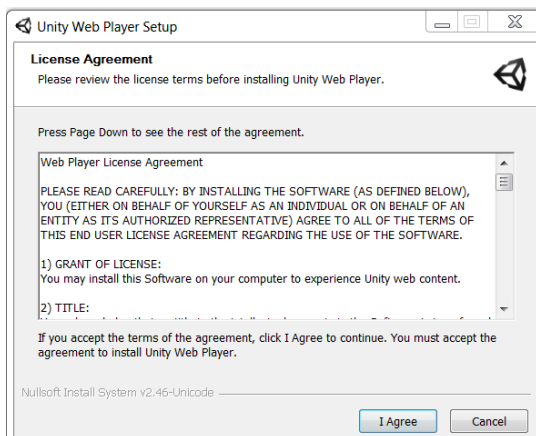 Unity Web Player Setup
License Agreement
Please review the license terms before installing Unity Web Player.
Press Page Down to see the rest of the agreement.
Web Player License Agreement
PLEASE READ CAREFULLY: BY INSTALLING THE SOFTWARE (AS DEFINED BELOW),
YOU (EITHER ON BEHALF OF YOURSELF AS AN INDIVIDUAL OR ON BEHALF OF AN
ENTITY AS ITS AUTHORIZED REPRESENTATIVE) AGREE TO ALL OF THE TERMS OF
THIS END USER LICENSE AGREEMENT REGARDING THE USE OF THE SOFTWARE.
1) GRANT OF LICENSE:
You may install this Software on your computer to experience Unity web content.
2) TITLE:
If you accept the terms of the agreement, click I Agree to continue. You must accept the
agreement to install Unity Web Player.
Nullsoft Install System v2.46-Unicode
I Agree
Cancel